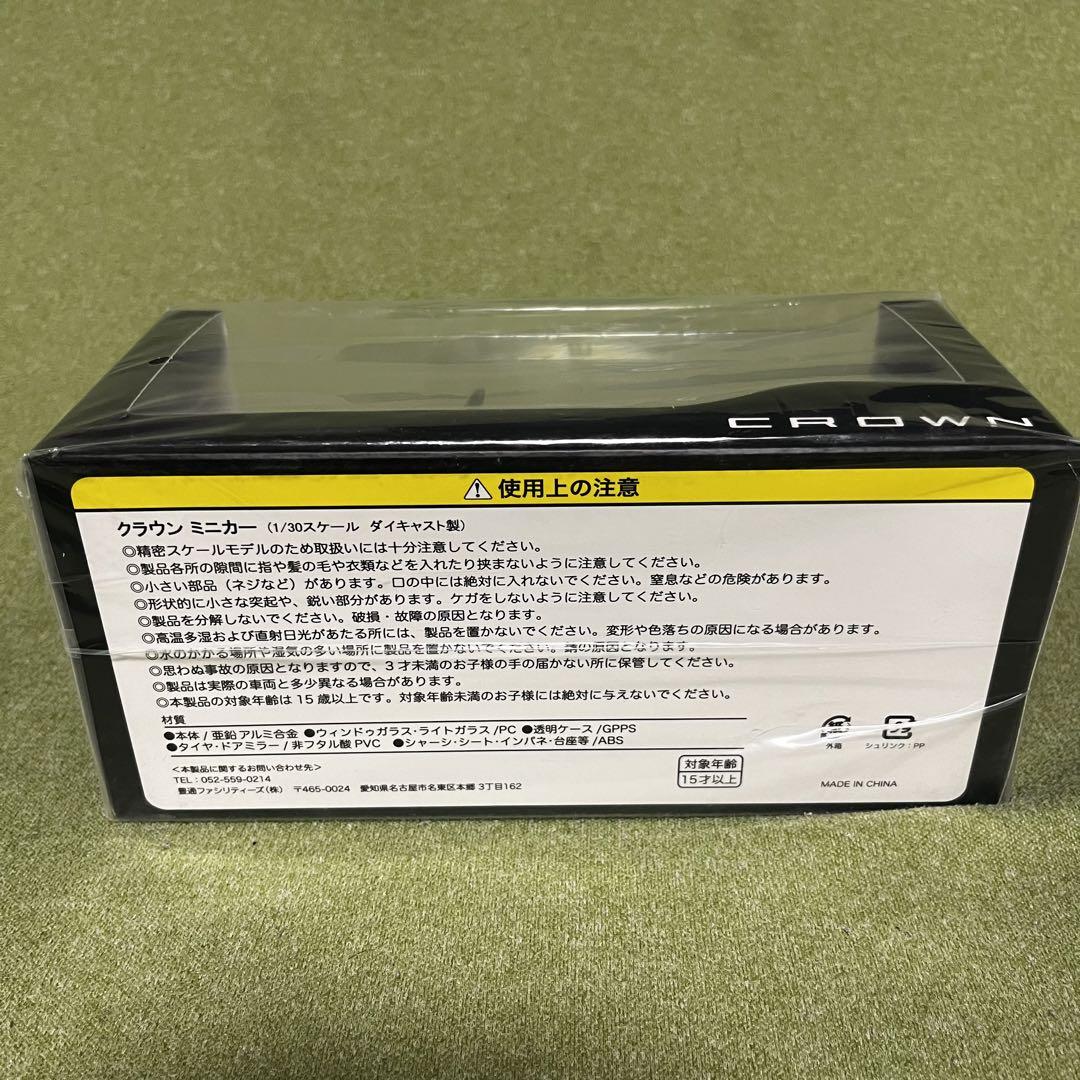 CROWN
使用上の注意
クラウン ミニカー（1/30スケール ダイキャスト製）
◎精密スケールモデルのため取扱いには十分注意してください。
◎製品各所の隙間に指や髪の毛や衣類などを入れたり挟まないように注意してください。
◎小さい部品（ネジなど）があります。口の中には絶対に入れないでください。窒息などの危険があります。
◎形状的に小さな突起や、鋭い部分があります。ケガをしないように注意してください。
◎製品を分解しないでください。破損・故障の原因となります。
◎高温多湿および直射日光があたる所には、製品を置かないでください。変形や色落ちの原因になる場合があります。
◎水のかかる場所や湿気の多い場所に製品を置かないでください。錆の原因となります。
◎思わぬ事故の原因となりますので、３才未満のお子様の手の届かない所に保管してください。
◎製品は実際の車両と多少異なる場合があります。
◎本製品の対象年齢は 15 歳以上です。対象年齢未満のお子様には絶対に与えないでください。
材質
●本体 / 亜鉛 アルミ合金 ●ウィンドゥガラス・ライトガラス /PC ●透明ケース /GPPS
●タイヤ・ドアミラー / 非フタル酸 PVC ●シャーシ・シート・インパネ・台座等 /ABS
＜本製品に関するお問い合わせ先＞
TEL：052-559-0214
豊通ファシリティーズ（株） 〒465-0024 愛知県名古屋市名東区本郷 3丁目162
対象年齢
15才以上
紙
外箱
プラ
シュリンク：PP
MADE IN CHINA